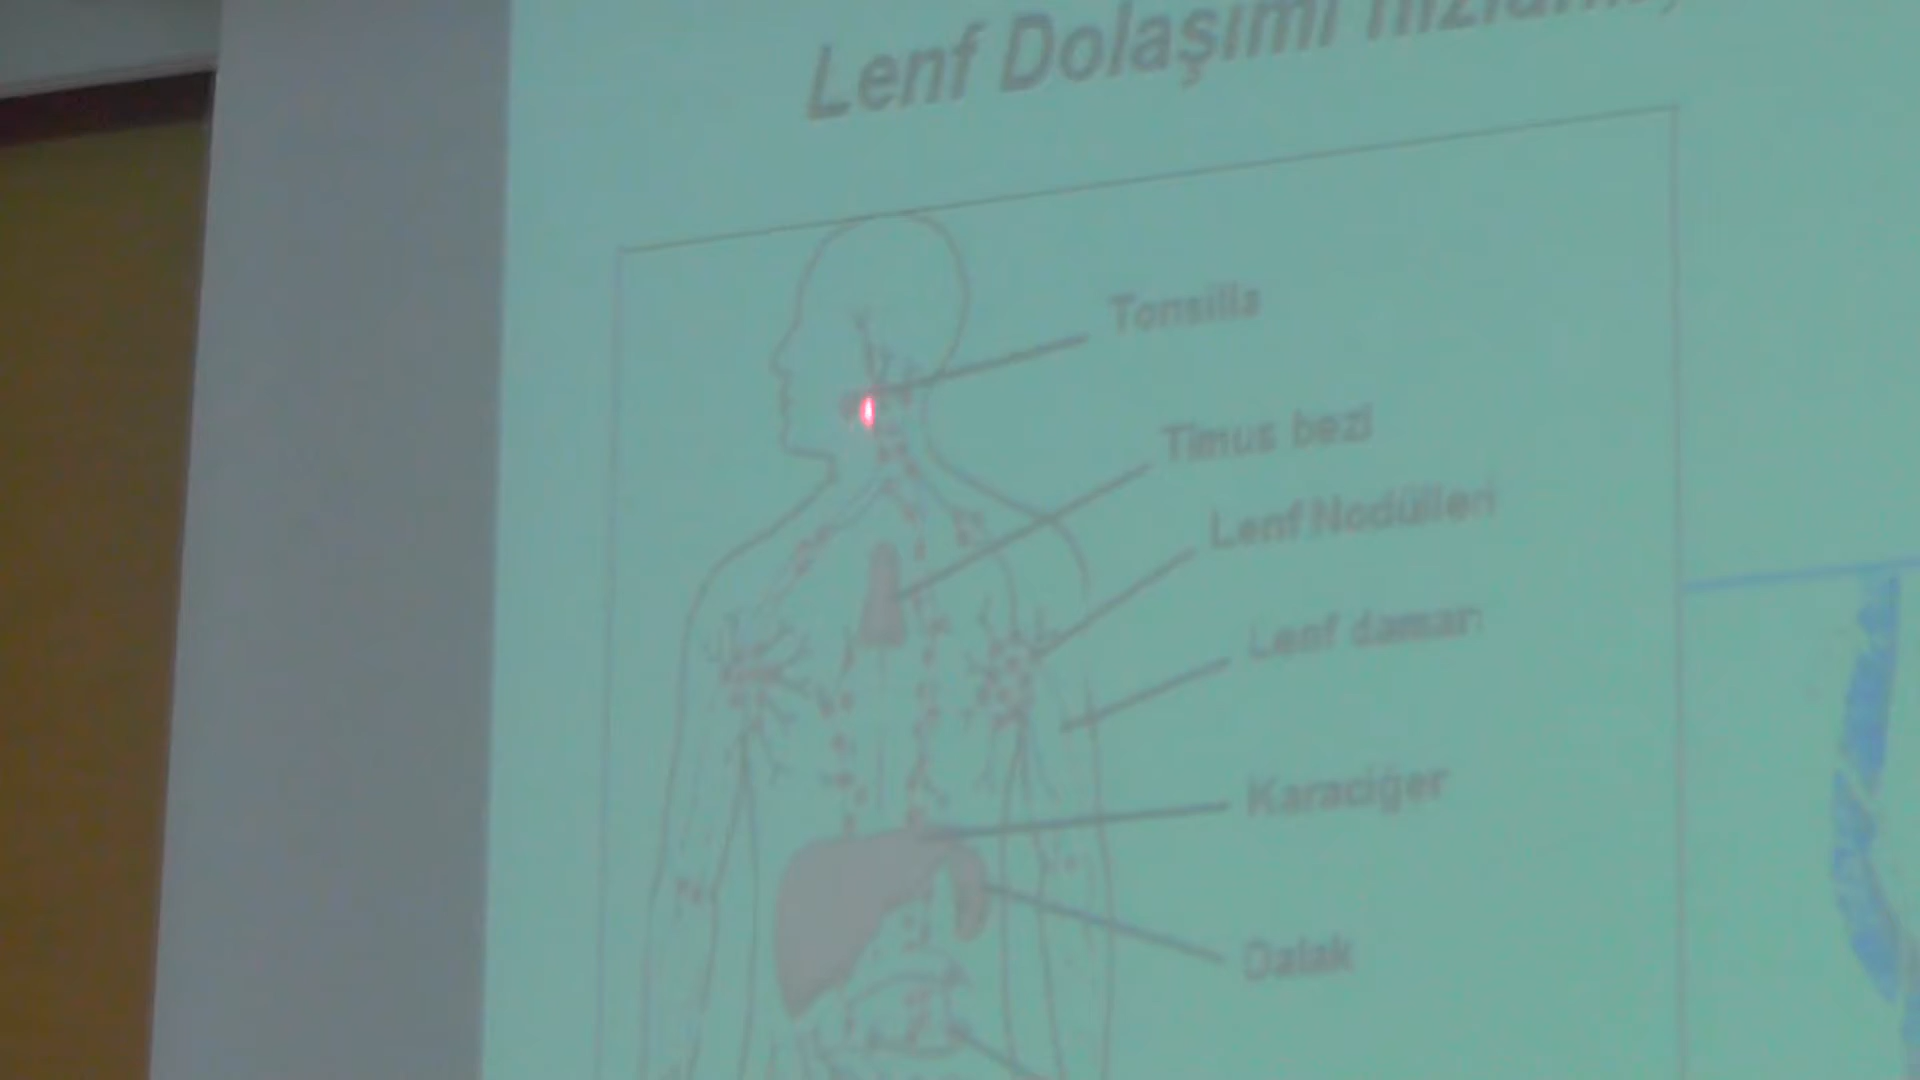 Lenf Dolaşımı
Tonsilla
Timus bezi
Lenf Nodülleri
Lenf damarı
Karaciğer
Dalak